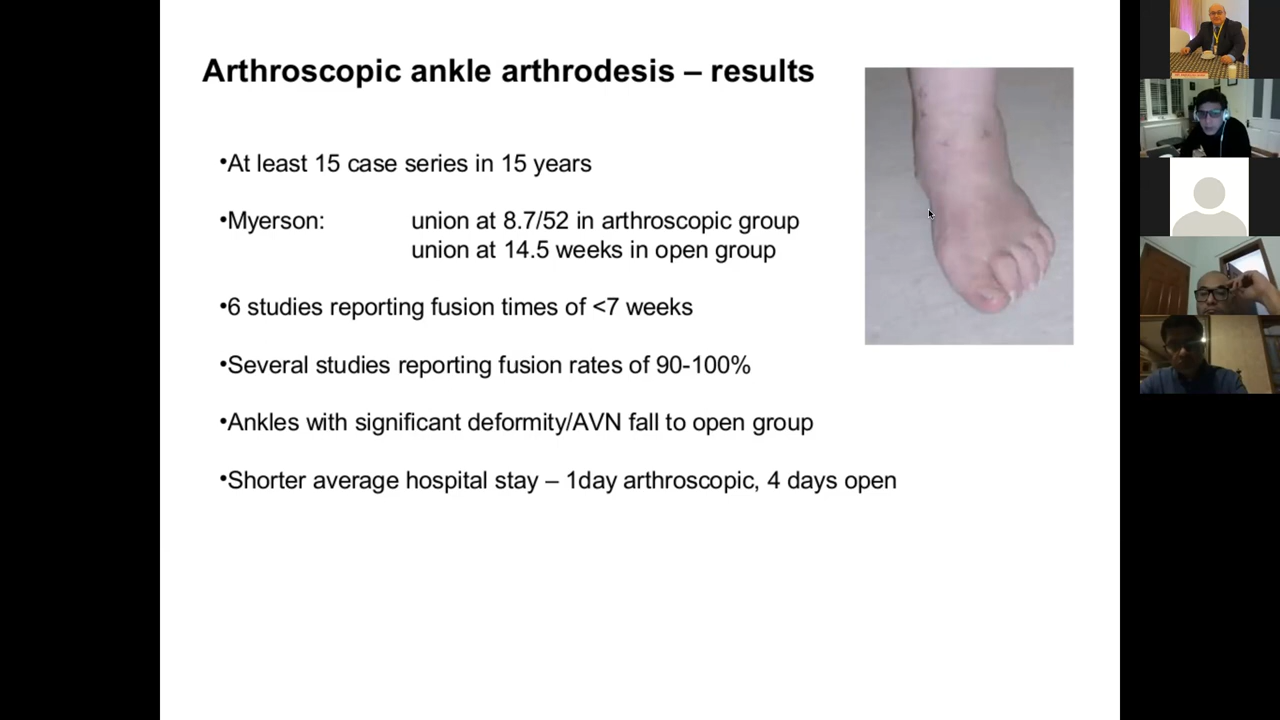 Arthroscopic ankle arthrodesis – results
•At least 15 case series in 15 years
•Myerson: union at 8.7/52 in arthroscopic group
union at 14.5 weeks in open group
•6 studies reporting fusion times of <7 weeks
•Several studies reporting fusion rates of 90-100%
•Ankles with significant deformity/AVN fall to open group
•Shorter average hospital stay – 1day arthroscopic, 4 days open